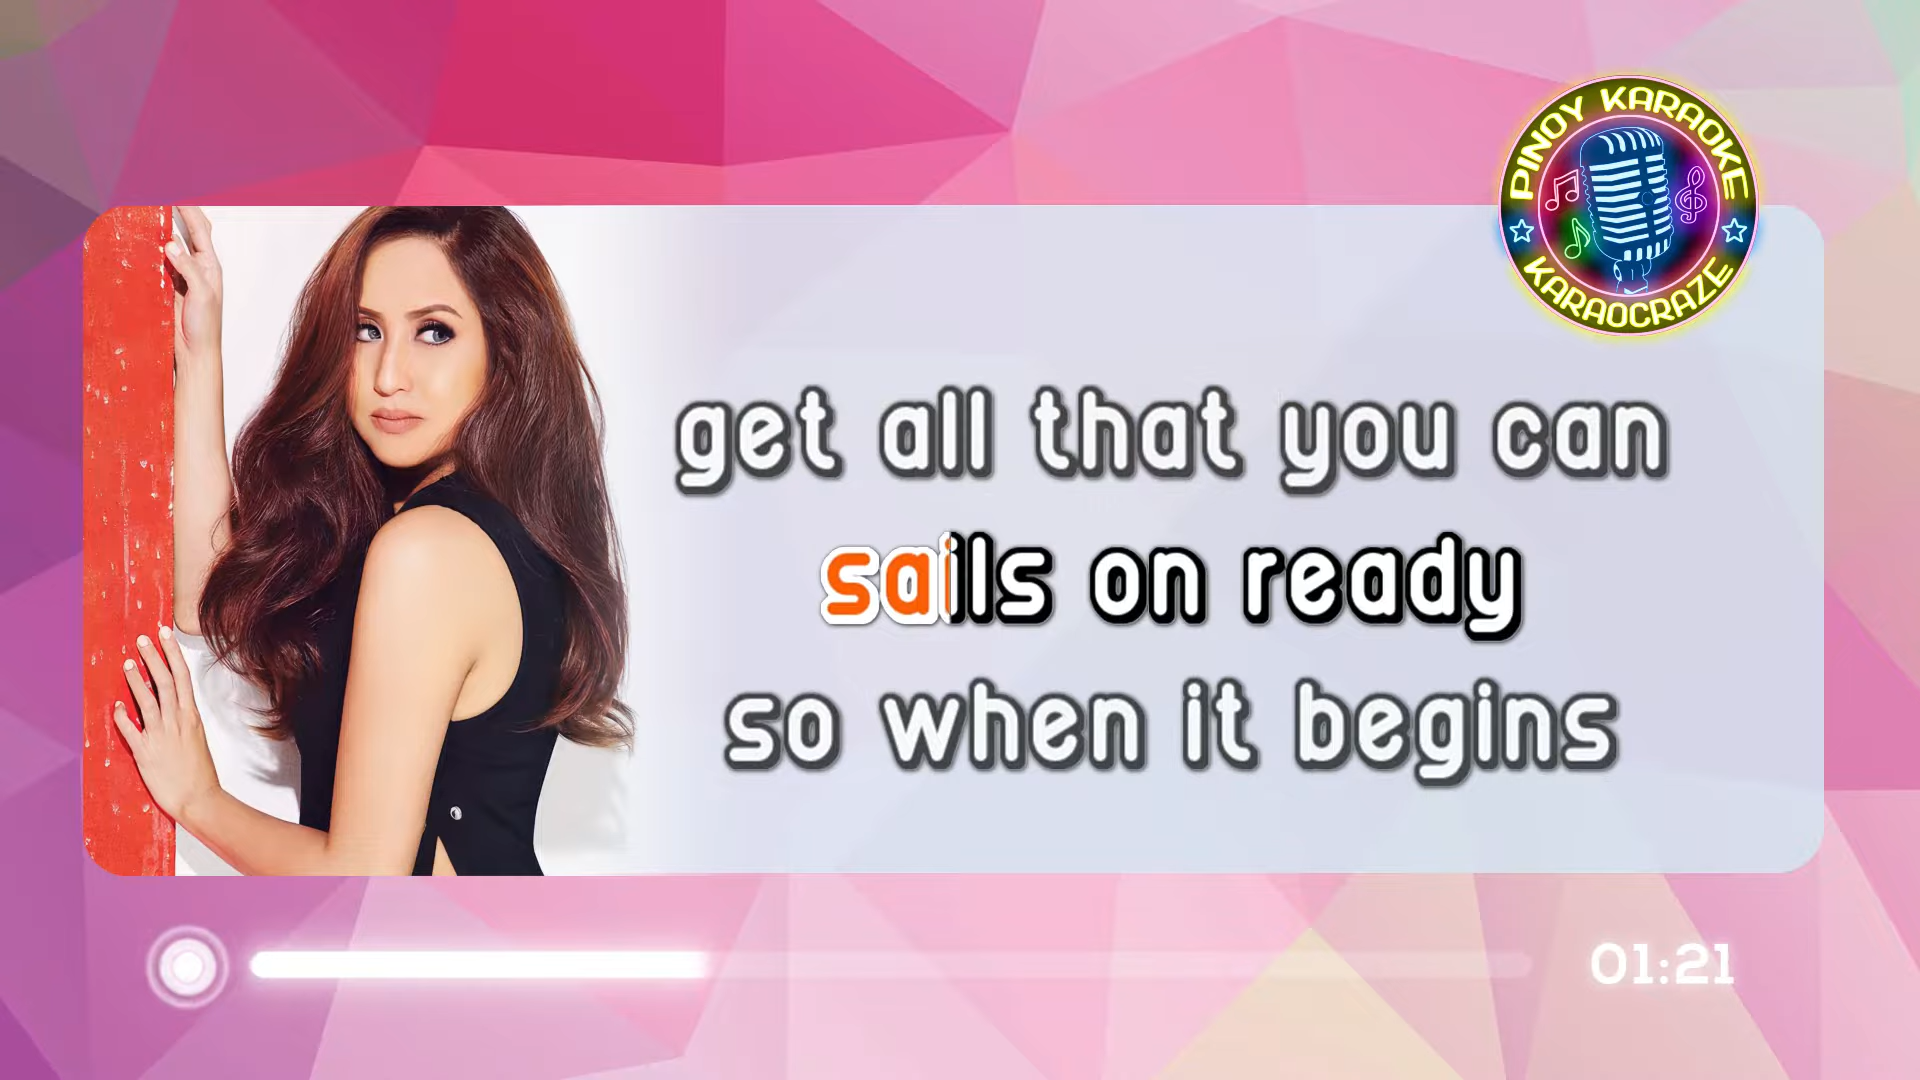 PINOY KARAOKE
KARAOCRAZE
get all that you can
sails on ready
so when it begins
01:21